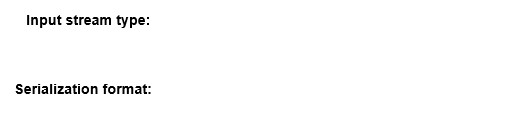 Input stream type:
Serialization format: